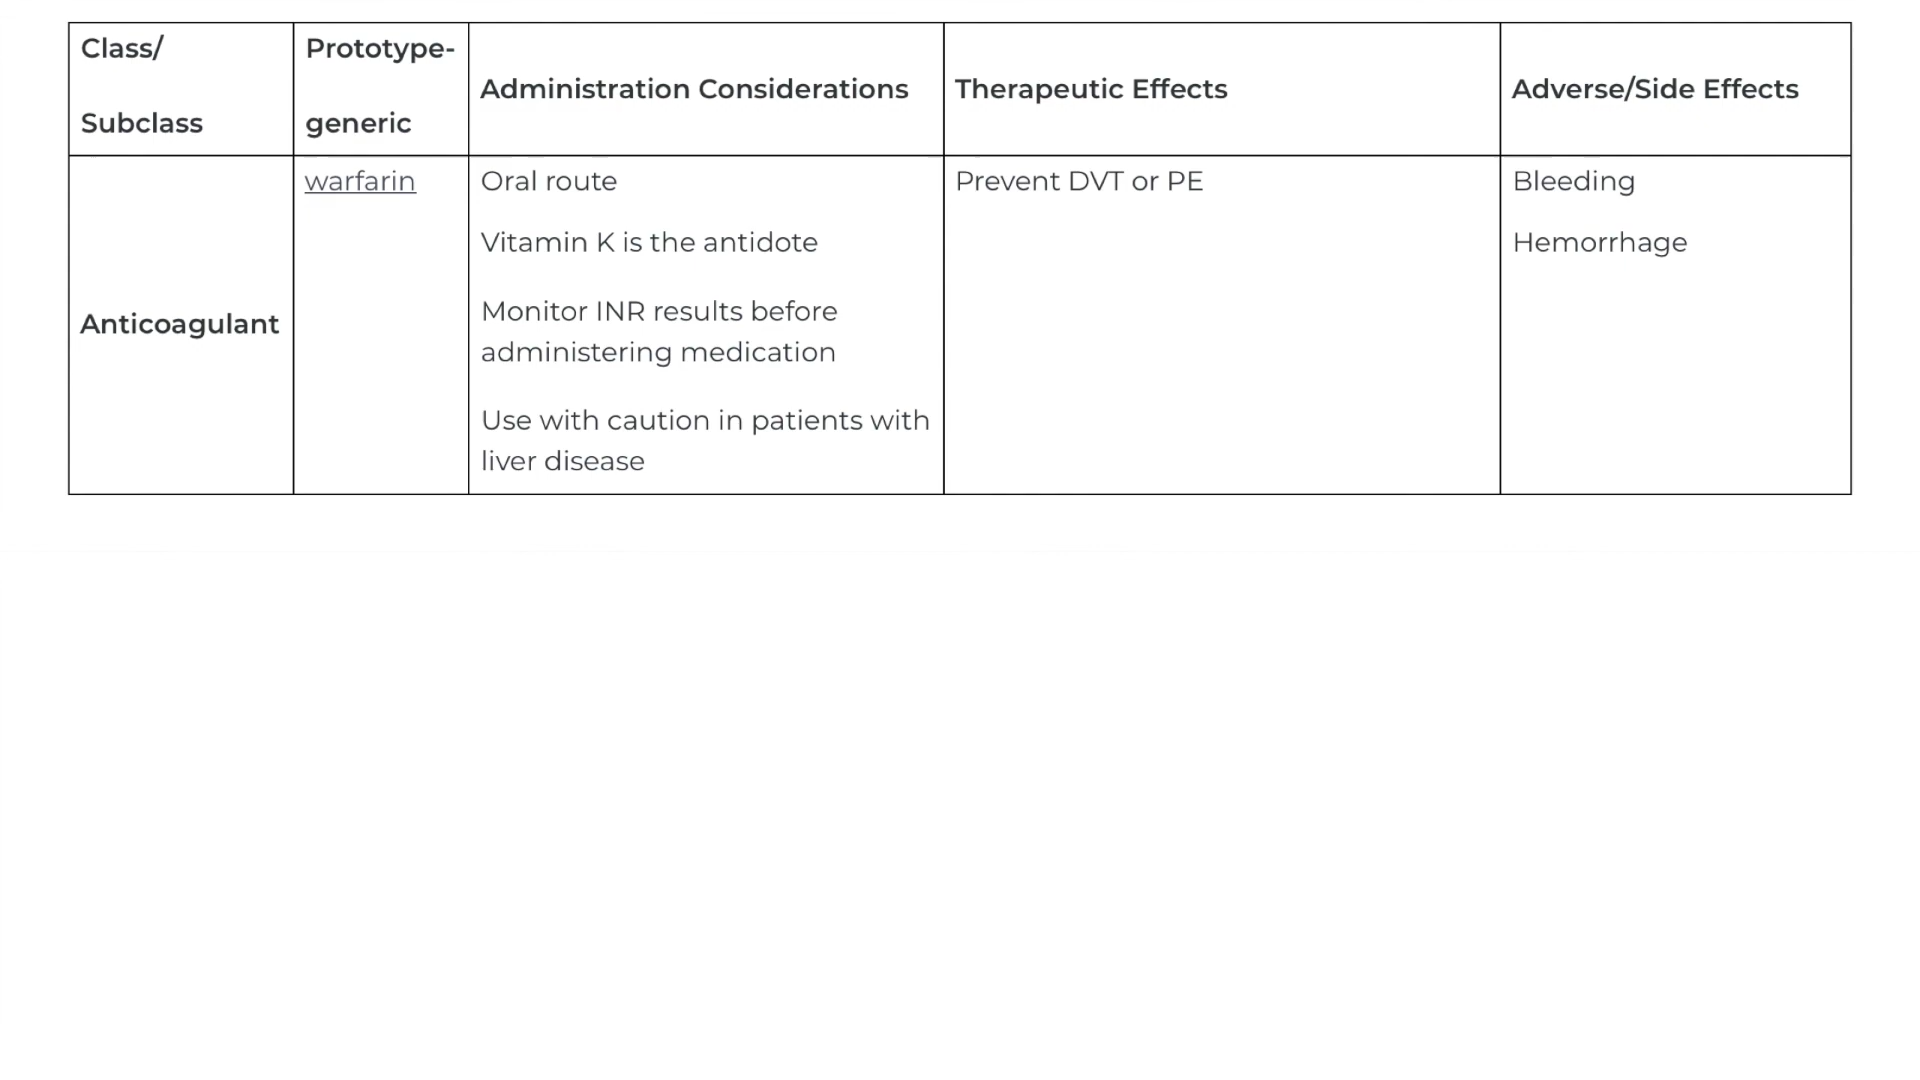 Class/
Subclass
Prototype-
generic
Administration Considerations
Therapeutic Effects
Adverse/Side Effects
Anticoagulant
warfarin
Oral route
Vitamin K is the antidote
Monitor INR results before
administering medication
Use with caution in patients with
liver disease
Prevent DVT or PE
Bleeding
Hemorrhage